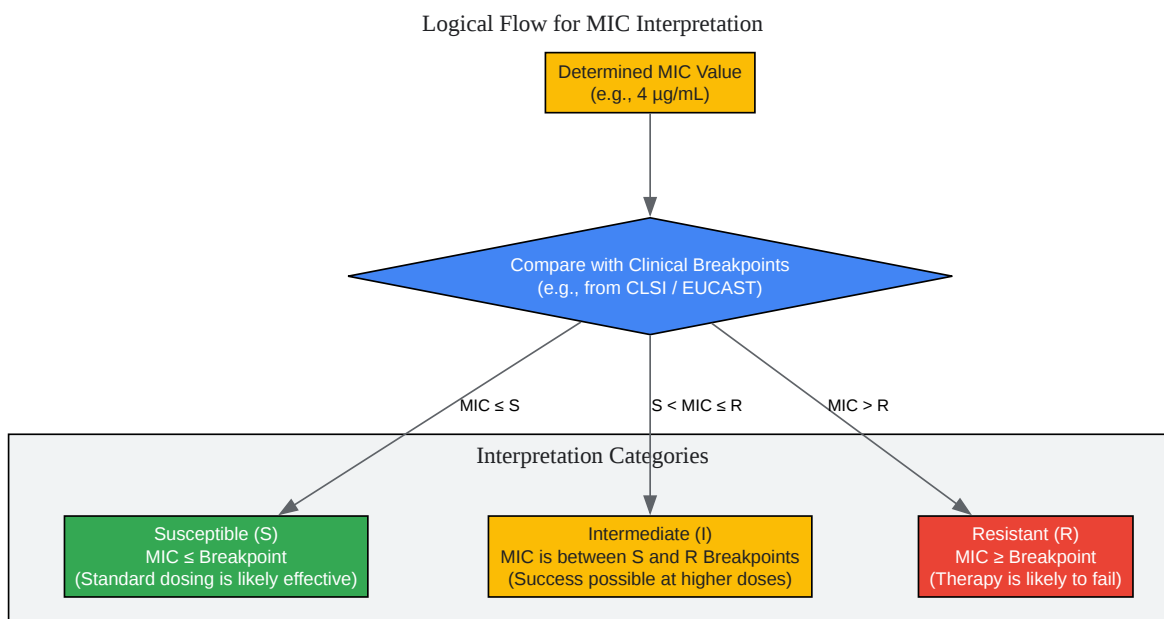 Logical Flow for MIC Interpretation
Determined MIC Value
(e.g., 4 µg/mL)
Compare with Clinical Breakpoints
(e.g., from CLSI / EUCAST)
MIC ≤ S
S < MIC ≤ R
MIC > R
Interpretation Categories
Susceptible (S)
MIC ≤ Breakpoint
(Standard dosing is likely effective)
Intermediate (I)
MIC is between S and R Breakpoints
(Success possible at higher doses)
Resistant (R)
MIC ≥ Breakpoint
(Therapy is likely to fail)